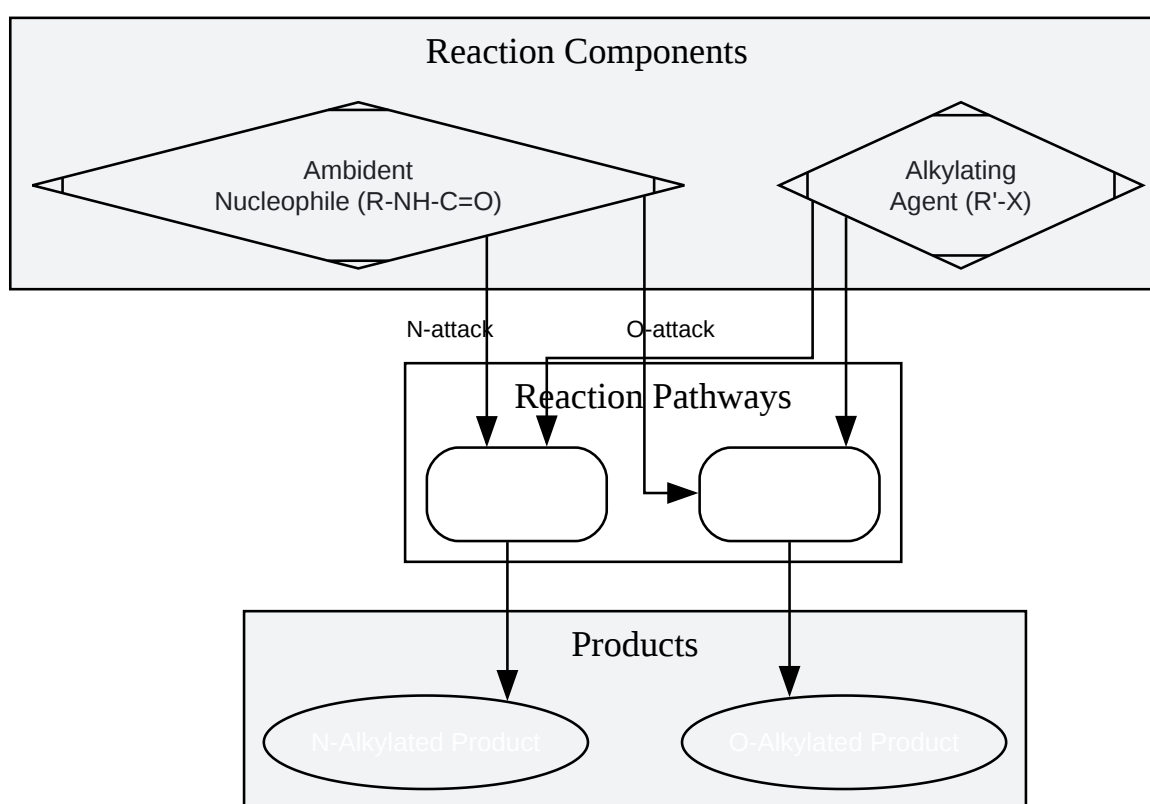 Reaction Components
Ambident
Nucleophile (R-NH-C=O)
Alkylating
Agent (R'-X)
N-attack
O-attack
Reaction Pathways
Products
N-Alkylated Product
O-Alkylated Product